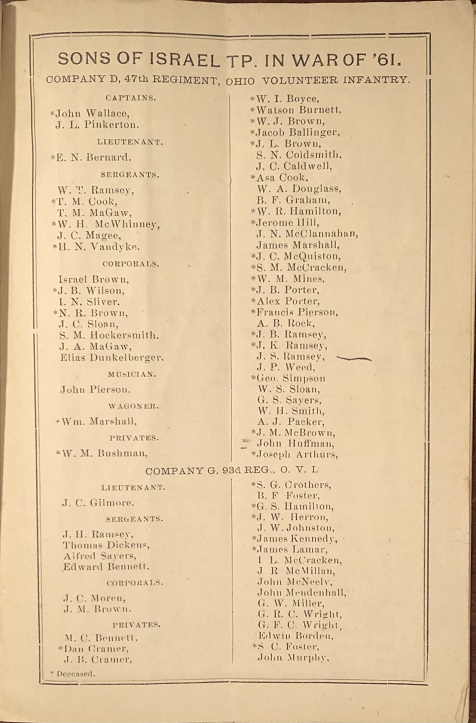 SONS OF ISRAEL TP. IN WAR OF '61.
COMPANY D, 47th REGIMENT, OHIO VOLUNTEER INFANTRY.
CAPTAINS.
*John Wallace,
J. L. Pinkerton.
LIEUTENANT.
*E. N. Bernard.
SERGEANTS.
W. T. Ramsey,
*T. M. Cook,
T. M. MaGaw,
*W. H. McWhinney,
J. C. Magee,
*H. N. Vandyke.
CORPORALS.
Israel Brown,
*J. B. Wilson,
I. N. Sliver.
*N. R. Brown,
J. C. Sloan,
S. M. Hockersmith.
J. A. MaGaw,
Elias Dunkelberger.
MUSICIAN.
John Pierson.
WAGONER.
*Wm. Marshall,
PRIVATES.
*W. M. Bushman,
*W. I. Boyce,
*Watson Burnett,
*W. J. Brown,
*Jacob Ballinger,
*J. L. Brown,
S. N. Coldsmith,
J. C. Caldwell,
*Asa Cook,
W. A. Douglass,
B. F. Graham,
*W. R. Hamilton,
*Jerome Hill,
J. N. McClannahan,
James Marshall,
*J. C. McQuiston,
*S. M. McCracken,
*W. M. Mines,
*J. B. Porter,
*Alex Porter,
*Francis Pierson,
A. B. Rock,
*J. B. Ramsey,
*J. K Ramsey,
J. S. Ramsey,
J. P. Weed,
*Geo. Simpson
W. S. Sloan,
G. S. Sayers,
W. H. Smith,
A. J. Packer,
*J. M. McBrown,
John Huffman,
*Joseph Arthurs,
COMPANY G, 93d REG., O. V. I.
LIEUTENANT.
J. C. Gilmore.
SERGEANTS.
J. H. Ramsey,
Thomas Dickens,
Alfred Sayers,
Edward Bennett.
CORPORALS.
J. C. Moren,
J. M. Brown.
PRIVATES.
M. C. Bennett.
*Dan Cramer,
J. B. Cramer,
*S. G. Crothers,
B. F Foster,
*G. S. Hamilton,
*J. W. Herron,
J. W. Johnston,
*James Kennedy,
*James Lamar,
I L. McCracken,
J R McMillan,
John McNeely,
John Mendenhall,
G. W. Miller,
G. R. C. Wright,
G. F. C. Wright,
Edwin Borden,
*S C. Foster,
John Murphy,
* Deceased.